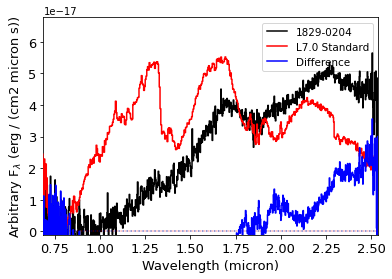 1e−17
1829-0204
L7.0 Standard
Difference
Arbitrary Fλ (erg / (cm2 micron s))
6
5
4
3
2
1
0
0.75 1.00 1.25 1.50 1.75 2.00 2.25 2.50
Wavelength (micron)